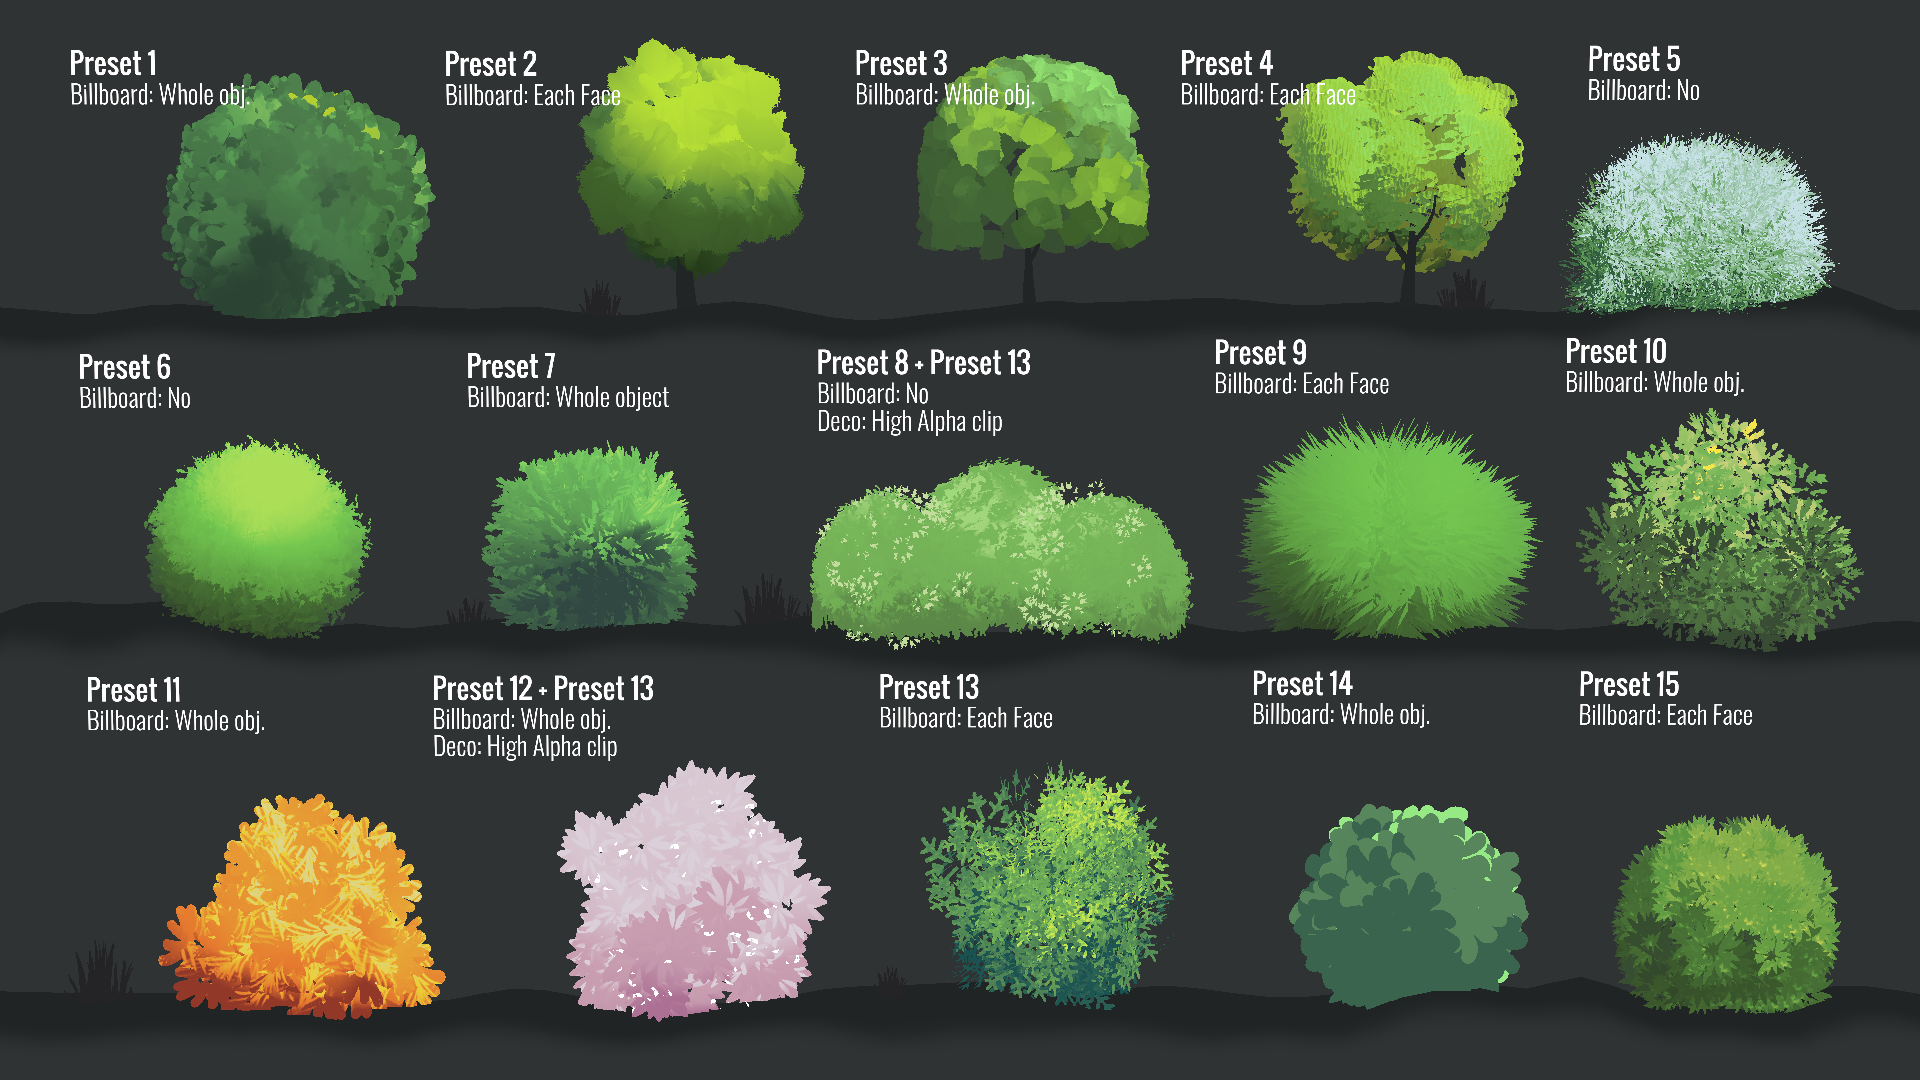 Preset 1
Billboard: Whole obj.
Preset 2
Billboard: Each Face
Preset 3
Billboard: Whole obj.
Preset 4
Billboard: Each Face
Preset 5
Billboard: No
Preset 6
Billboard: No
Preset 7
Billboard: Whole object
Preset 8 + Preset 13
Billboard: No
Deco: High Alpha clip
Preset 9
Billboard: Each Face
Preset 10
Billboard: Whole obj.
Preset 11
Billboard: Whole obj.
Preset 12 + Preset 13
Billboard: Whole obj.
Deco: High Alpha clip
Preset 13
Billboard: Each Face
Preset 14
Billboard: Whole obj.
Preset 15
Billboard: Each Face